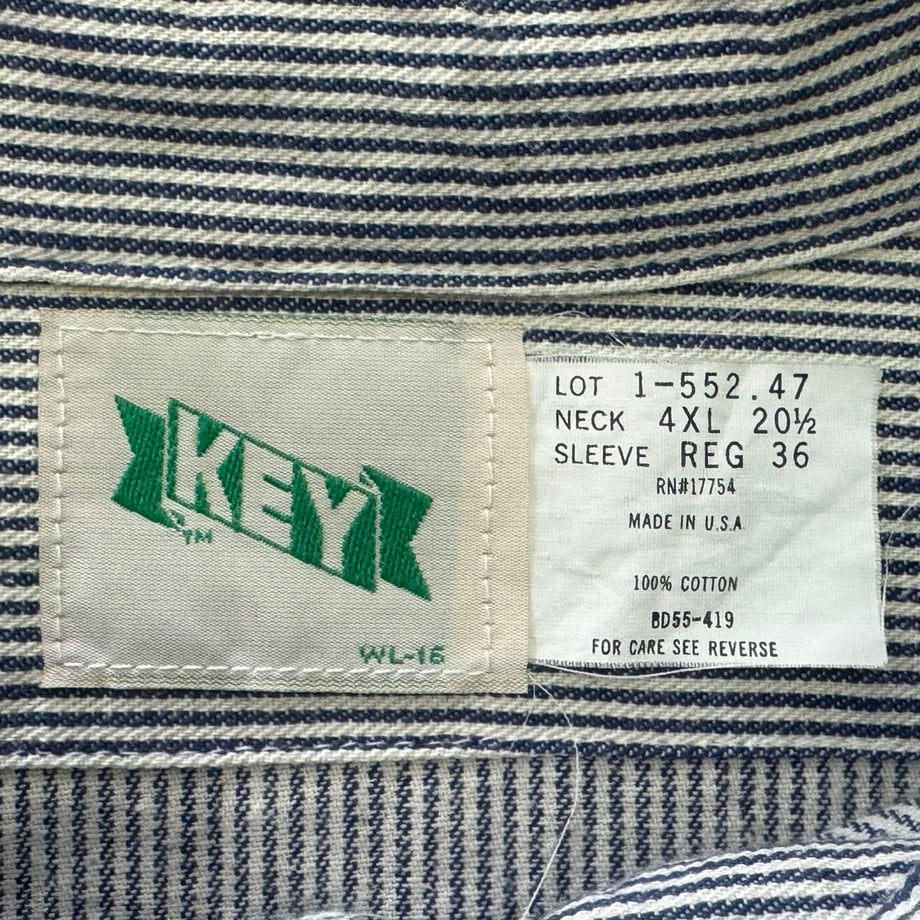 KEY
TM
WL-16
LOT 1-552.47
NECK 4XL 20½
SLEEVE REG 36
RN#17754
MADE IN U.S.A.
100% COTTON
BD55-419
FOR CARE SEE REVERSE